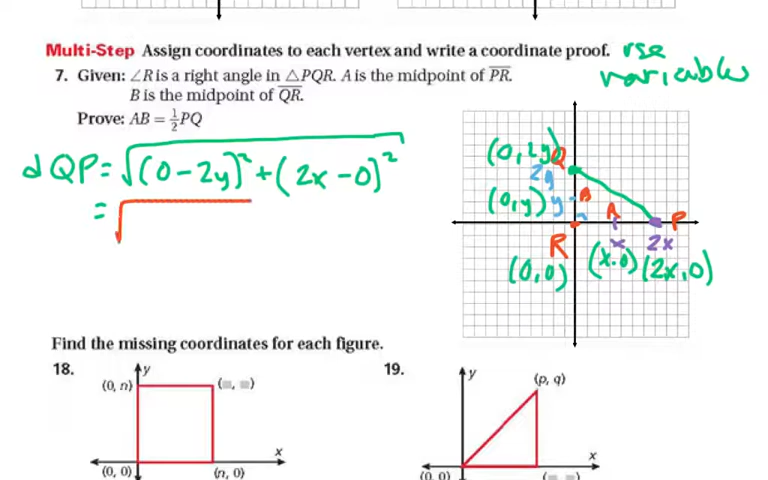 Multi-Step Assign coordinates to each vertex and write a coordinate proof. use variables
7. Given: ∠R is a right angle in △PQR. A is the midpoint of P̅R̅.
B is the midpoint of Q̅R̅.
Prove: AB = ½PQ
d QP = √(0 − 2y)² + (2x − 0)²
= √
(0, 2y) Q
2y
(0, y) y B
A P
x 2x
R
(0, 0) (x, 0) (2x, 0)
Find the missing coordinates for each figure.
18. y (0, n) ( , ) x (0, 0) (n, 0)
19. y (p, q) x (0, 0) ( , )